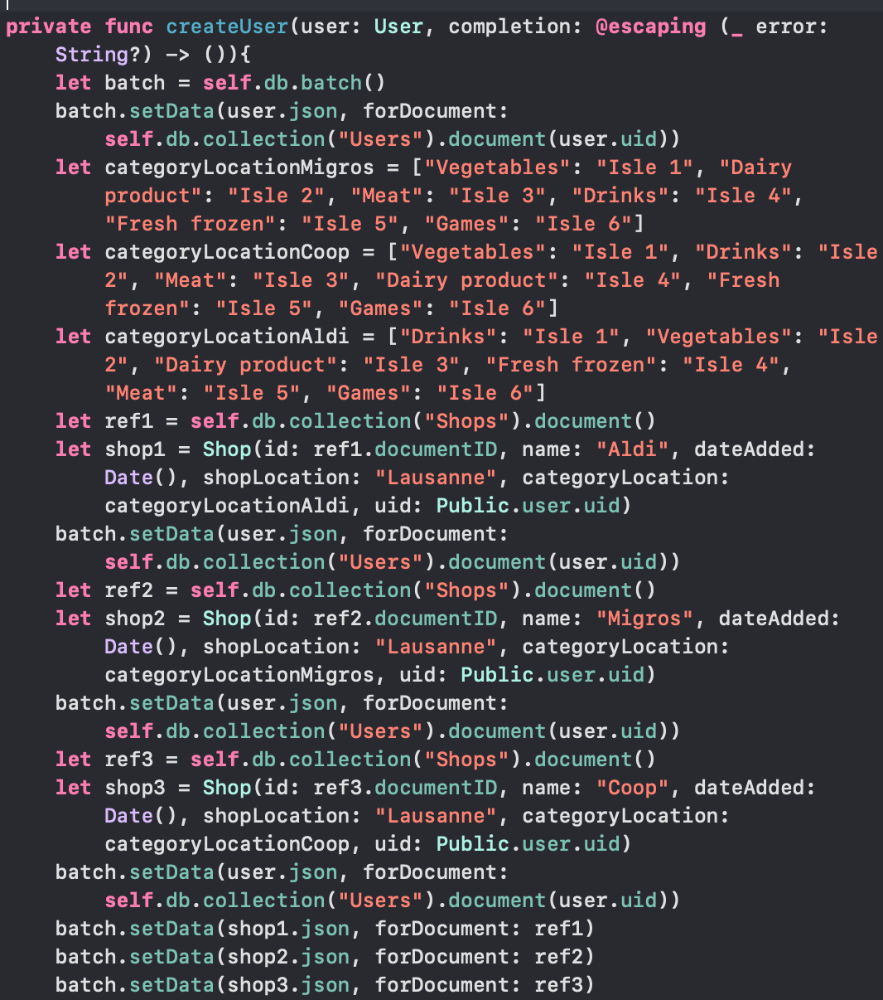 private func createUser(user: User, completion: @escaping (_ error:
String?) -> ()){
let batch = self.db.batch()
batch.setData(user.json, forDocument:
self.db.collection("Users").document(user.uid))
let categoryLocationMigros = ["Vegetables": "Isle 1", "Dairy
product": "Isle 2", "Meat": "Isle 3", "Drinks": "Isle 4",
"Fresh frozen": "Isle 5", "Games": "Isle 6"]
let categoryLocationCoop = ["Vegetables": "Isle 1", "Drinks": "Isle
2", "Meat": "Isle 3", "Dairy product": "Isle 4", "Fresh
frozen": "Isle 5", "Games": "Isle 6"]
let categoryLocationAldi = ["Drinks": "Isle 1", "Vegetables": "Isle
2", "Dairy product": "Isle 3", "Fresh frozen": "Isle 4",
"Meat": "Isle 5", "Games": "Isle 6"]
let ref1 = self.db.collection("Shops").document()
let shop1 = Shop(id: ref1.documentID, name: "Aldi", dateAdded:
Date(), shopLocation: "Lausanne", categoryLocation:
categoryLocationAldi, uid: Public.user.uid)
batch.setData(user.json, forDocument:
self.db.collection("Users").document(user.uid))
let ref2 = self.db.collection("Shops").document()
let shop2 = Shop(id: ref2.documentID, name: "Migros", dateAdded:
Date(), shopLocation: "Lausanne", categoryLocation:
categoryLocationMigros, uid: Public.user.uid)
batch.setData(user.json, forDocument:
self.db.collection("Users").document(user.uid))
let ref3 = self.db.collection("Shops").document()
let shop3 = Shop(id: ref3.documentID, name: "Coop", dateAdded:
Date(), shopLocation: "Lausanne", categoryLocation:
categoryLocationCoop, uid: Public.user.uid)
batch.setData(user.json, forDocument:
self.db.collection("Users").document(user.uid))
batch.setData(shop1.json, forDocument: ref1)
batch.setData(shop2.json, forDocument: ref2)
batch.setData(shop3.json, forDocument: ref3)